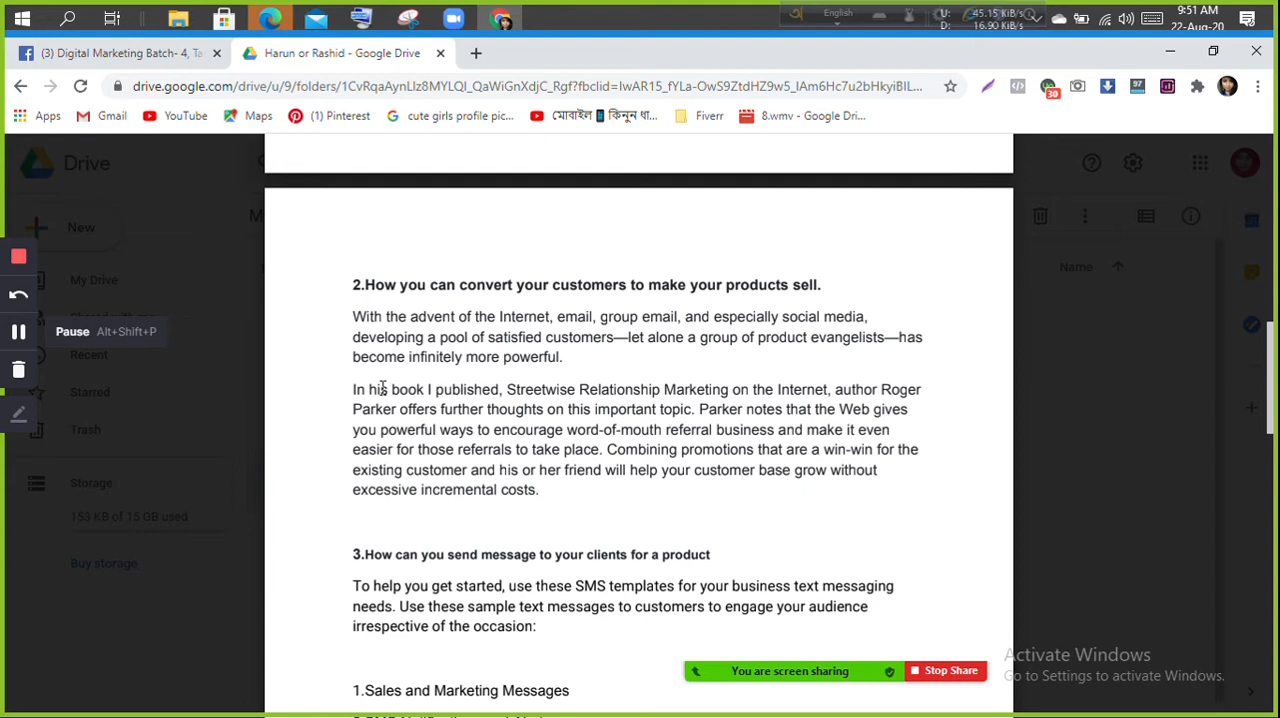 English
U: 45.15 KiB/s
D: 16.90 KiB/s
9:51 AM
22-Aug-20
(3) Digital Marketing Batch- 4, Ta
Harun or Rashid - Google Drive
drive.google.com/drive/u/9/folders/1CvRqaAynLlz8MYLQI_QaWiGnXdjC_Rgf?fbclid=IwAR15_fYLa-OwS9ZtdHZ9w5_IAm6Hc7u2bHkyiBIL...
30
97
Apps
Gmail
YouTube
Maps
(1) Pinterest
cute girls profile pic...
মোবাইল কিনুন ধা...
Fiverr
8.wmv - Google Dri...
Drive
New
My Drive
Name
Pause Alt+Shift+P
Recent
Starred
Trash
Storage
153 KB of 15 GB used
Buy storage
2.How you can convert your customers to make your products sell.
With the advent of the Internet, email, group email, and especially social media,
developing a pool of satisfied customers—let alone a group of product evangelists—has
become infinitely more powerful.
In his book I published, Streetwise Relationship Marketing on the Internet, author Roger
Parker offers further thoughts on this important topic. Parker notes that the Web gives
you powerful ways to encourage word-of-mouth referral business and make it even
easier for those referrals to take place. Combining promotions that are a win-win for the
existing customer and his or her friend will help your customer base grow without
excessive incremental costs.
3.How can you send message to your clients for a product
To help you get started, use these SMS templates for your business text messaging
needs. Use these sample text messages to customers to engage your audience
irrespective of the occasion:
1.Sales and Marketing Messages
You are screen sharing
Stop Share
Activate Windows
Go to Settings to activate Windows.